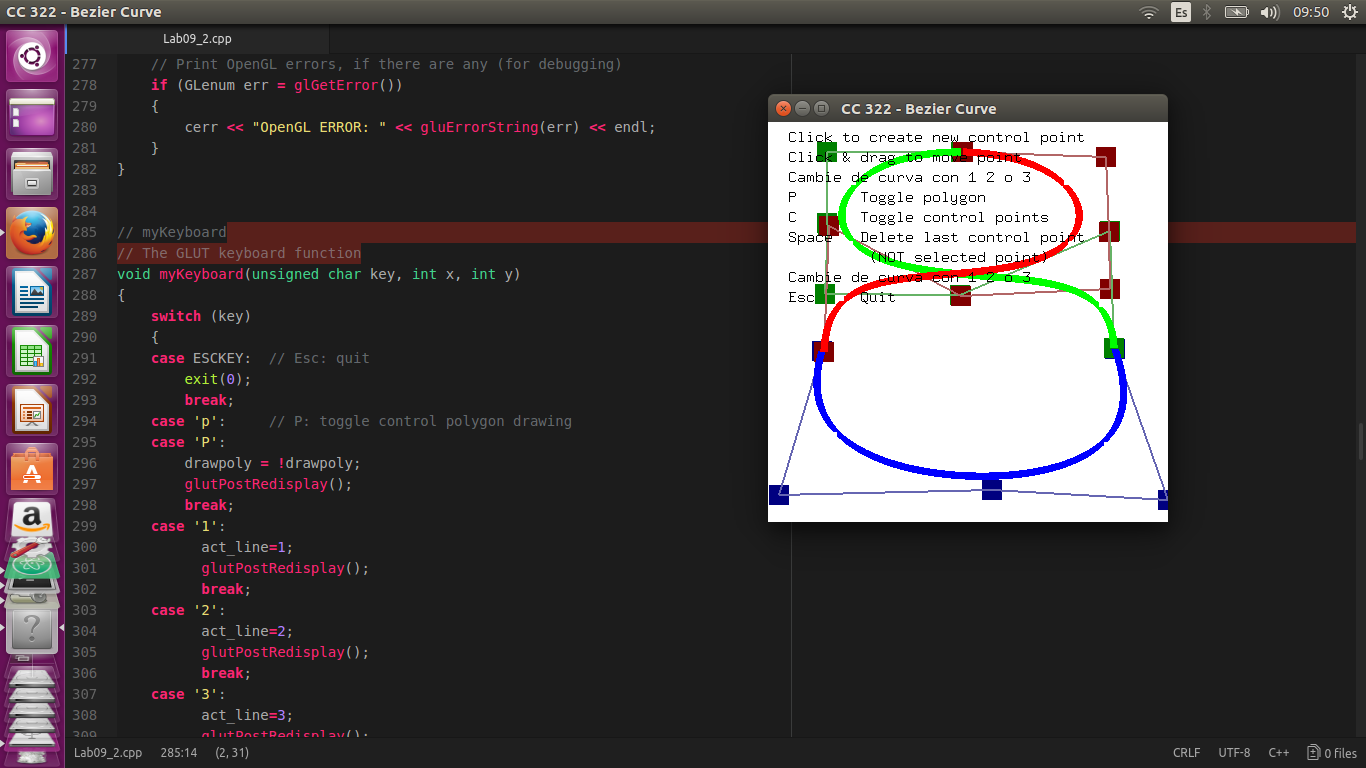 CC 322 - Bezier Curve
Es
09:50
Lab09_2.cpp
277 // Print OpenGL errors, if there are any (for debugging)
278 if (GLenum err = glGetError())
279 {
280 cerr << "OpenGL ERROR: " << gluErrorString(err) << endl;
281 }
282 }
283
284
285 // myKeyboard
286 // The GLUT keyboard function
287 void myKeyboard(unsigned char key, int x, int y)
288 {
289 switch (key)
290 {
291 case ESCKEY: // Esc: quit
292 exit(0);
293 break;
294 case 'p': // P: toggle control polygon drawing
295 case 'P':
296 drawpoly = !drawpoly;
297 glutPostRedisplay();
298 break;
299 case '1':
300 act_line=1;
301 glutPostRedisplay();
302 break;
303 case '2':
304 act_line=2;
305 glutPostRedisplay();
306 break;
307 case '3':
308 act_line=3;
309 glutPostRedisplay();
CC 322 - Bezier Curve
Click to create new control point
Click & drag to move point
Cambie de curva con 1 2 o 3
P Toggle polygon
C Toggle control points
Space Delete last control point
(NOT selected point)
Cambie de curva con 1 2 o 3
Esc Quit
Lab09_2.cpp 285:14 (2, 31)
CRLF UTF-8 C++ 0 files